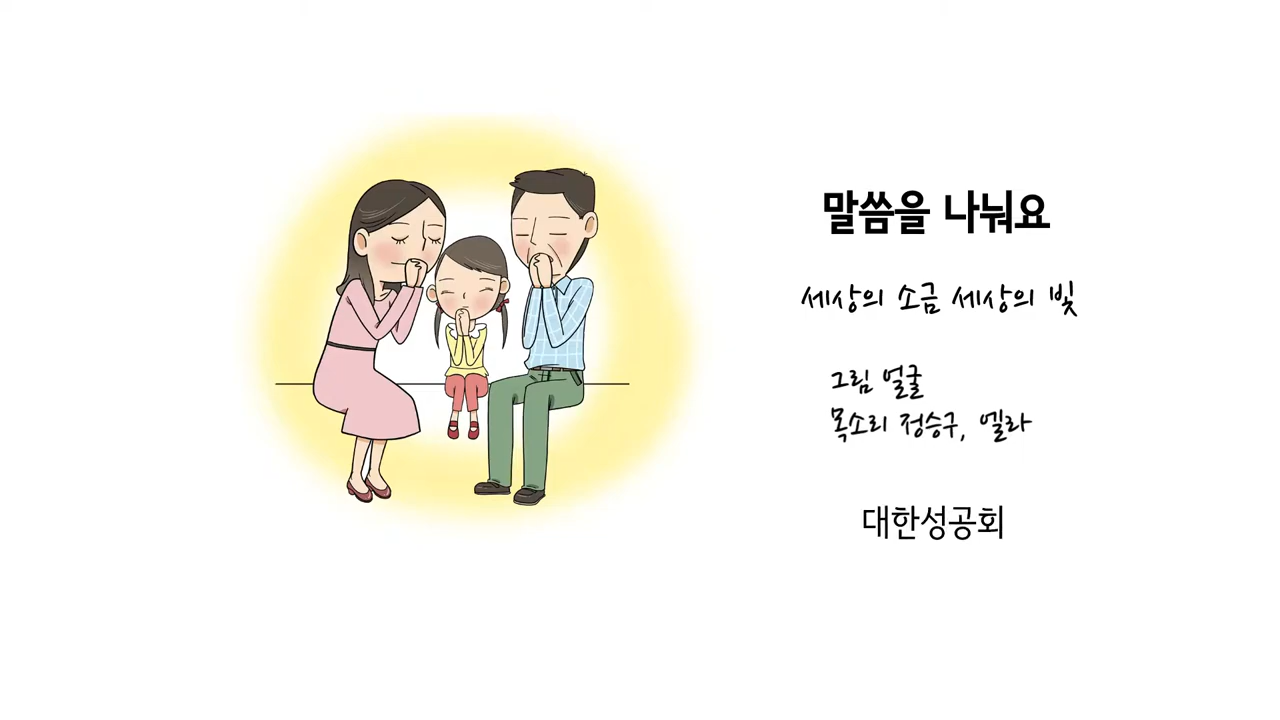 말씀을 나눠요
세상의 소금 세상의 빛
그림 얼굴
목소리 정승구, 엘라
대한성공회